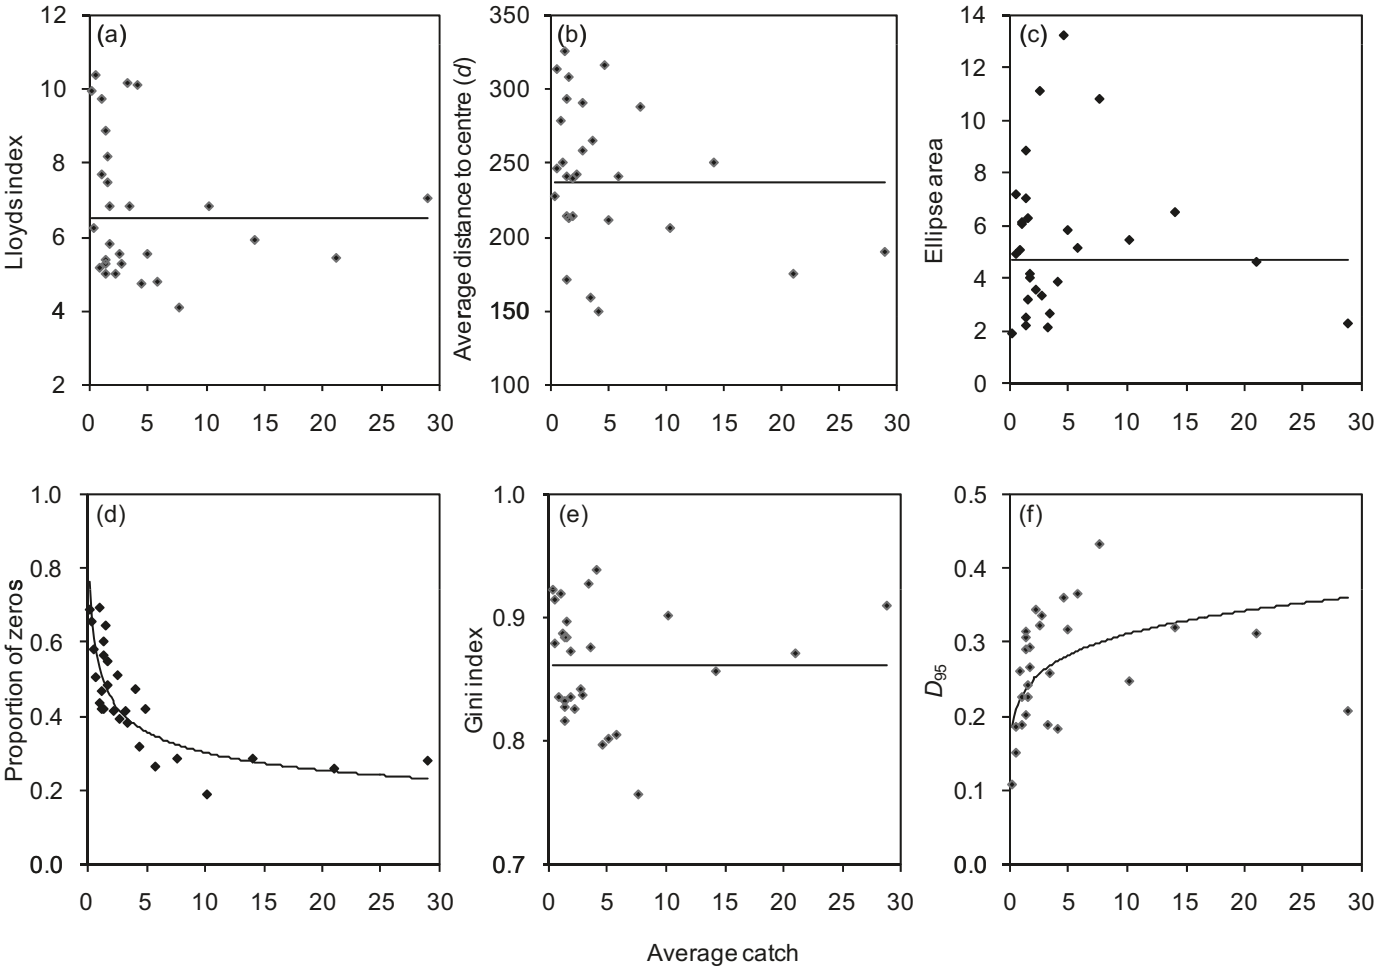 (a)
Lloyds index
12
10
8
6
4
2
0 5 10 15 20 25 30
(b)
Average distance to centre (d)
350
300
250
200
150
100
0 5 10 15 20 25 30
(c)
Ellipse area
14
12
10
8
6
4
2
0
0 5 10 15 20 25 30
(d)
Proportion of zeros
1.0
0.8
0.6
0.4
0.2
0.0
0 5 10 15 20 25 30
(e)
Gini index
1.0
0.9
0.8
0.7
0 5 10 15 20 25 30
(f)
D95
0.5
0.4
0.3
0.2
0.1
0.0
0 5 10 15 20 25 30
Average catch